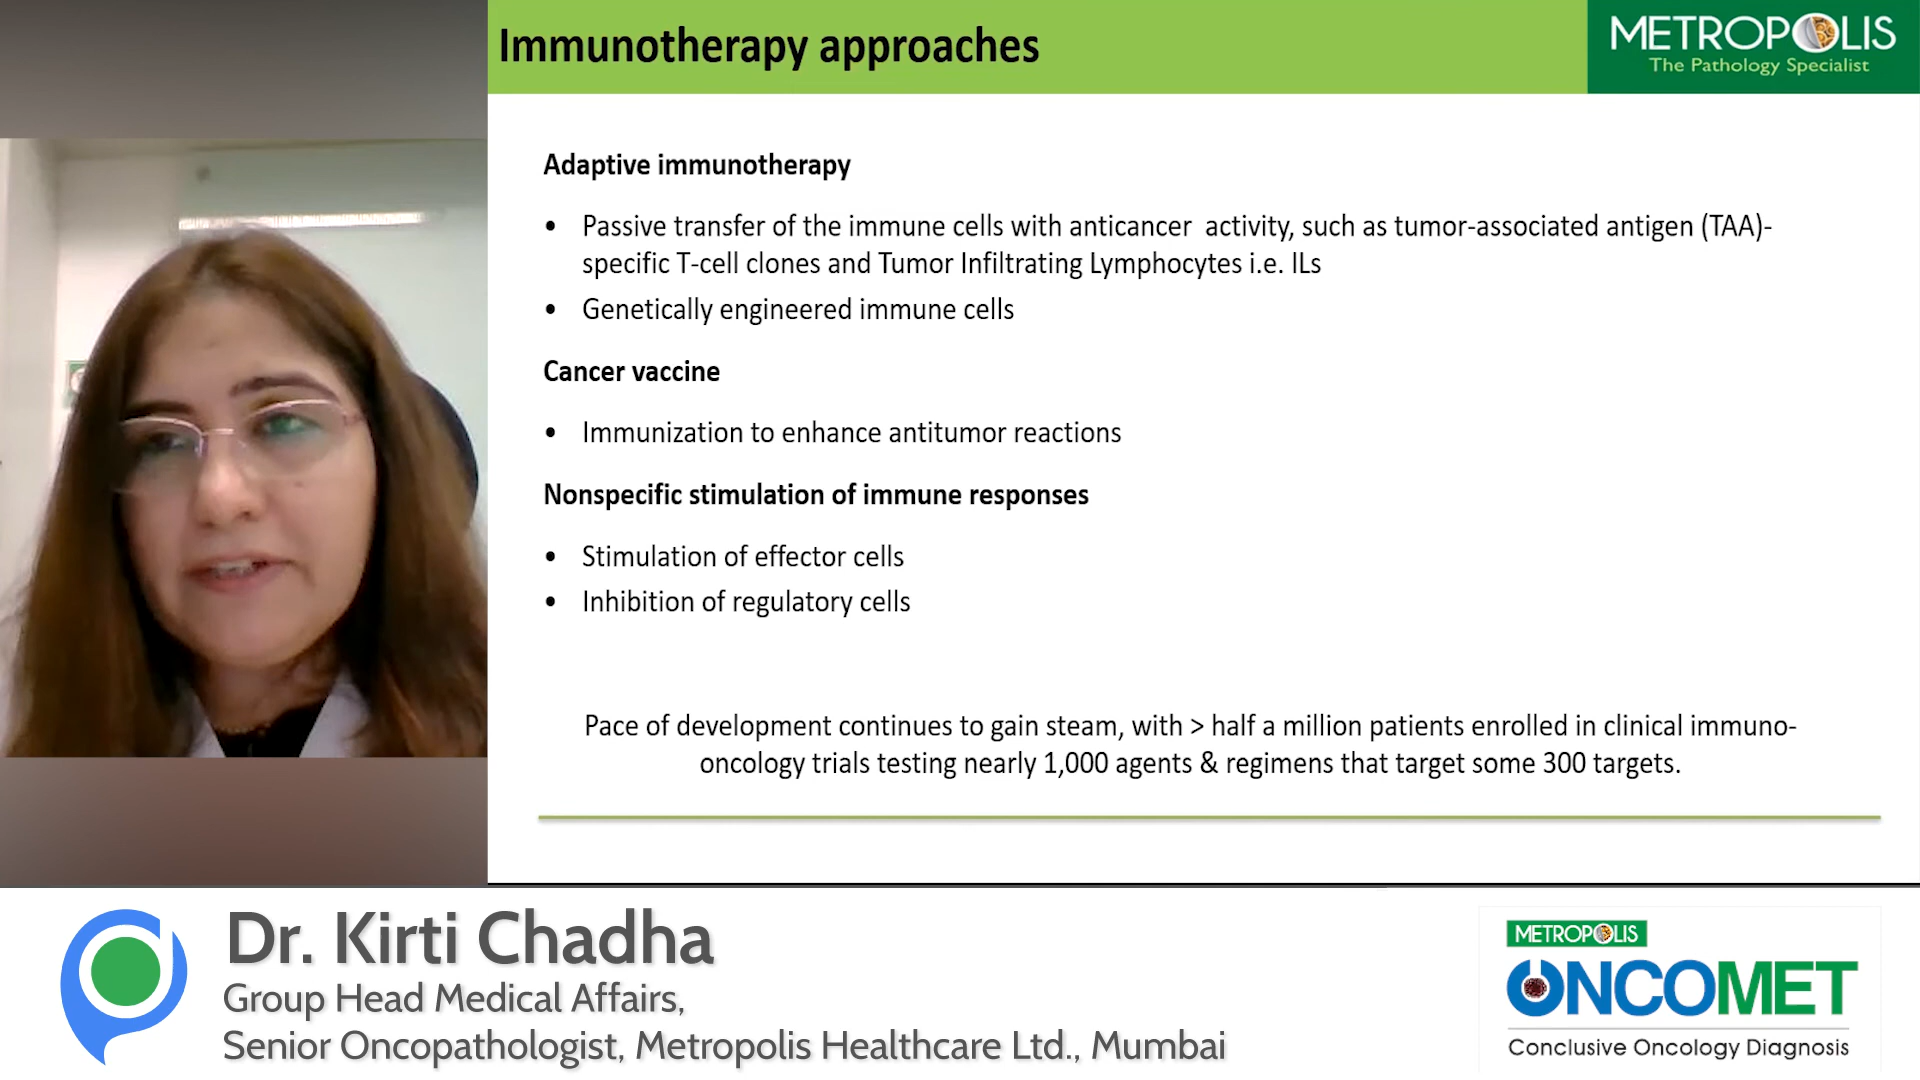 Immunotherapy approaches
METROPOLIS
The Pathology Specialist
Adaptive immunotherapy
• Passive transfer of the immune cells with anticancer activity, such as tumor-associated antigen (TAA)-
specific T-cell clones and Tumor Infiltrating Lymphocytes i.e. ILs
• Genetically engineered immune cells
Cancer vaccine
• Immunization to enhance antitumor reactions
Nonspecific stimulation of immune responses
• Stimulation of effector cells
• Inhibition of regulatory cells
Pace of development continues to gain steam, with > half a million patients enrolled in clinical immuno-
oncology trials testing nearly 1,000 agents & regimens that target some 300 targets.
Dr. Kirti Chadha
Group Head Medical Affairs,
Senior Oncopathologist, Metropolis Healthcare Ltd., Mumbai
METROPOLIS
ONCOMET
Conclusive Oncology Diagnosis